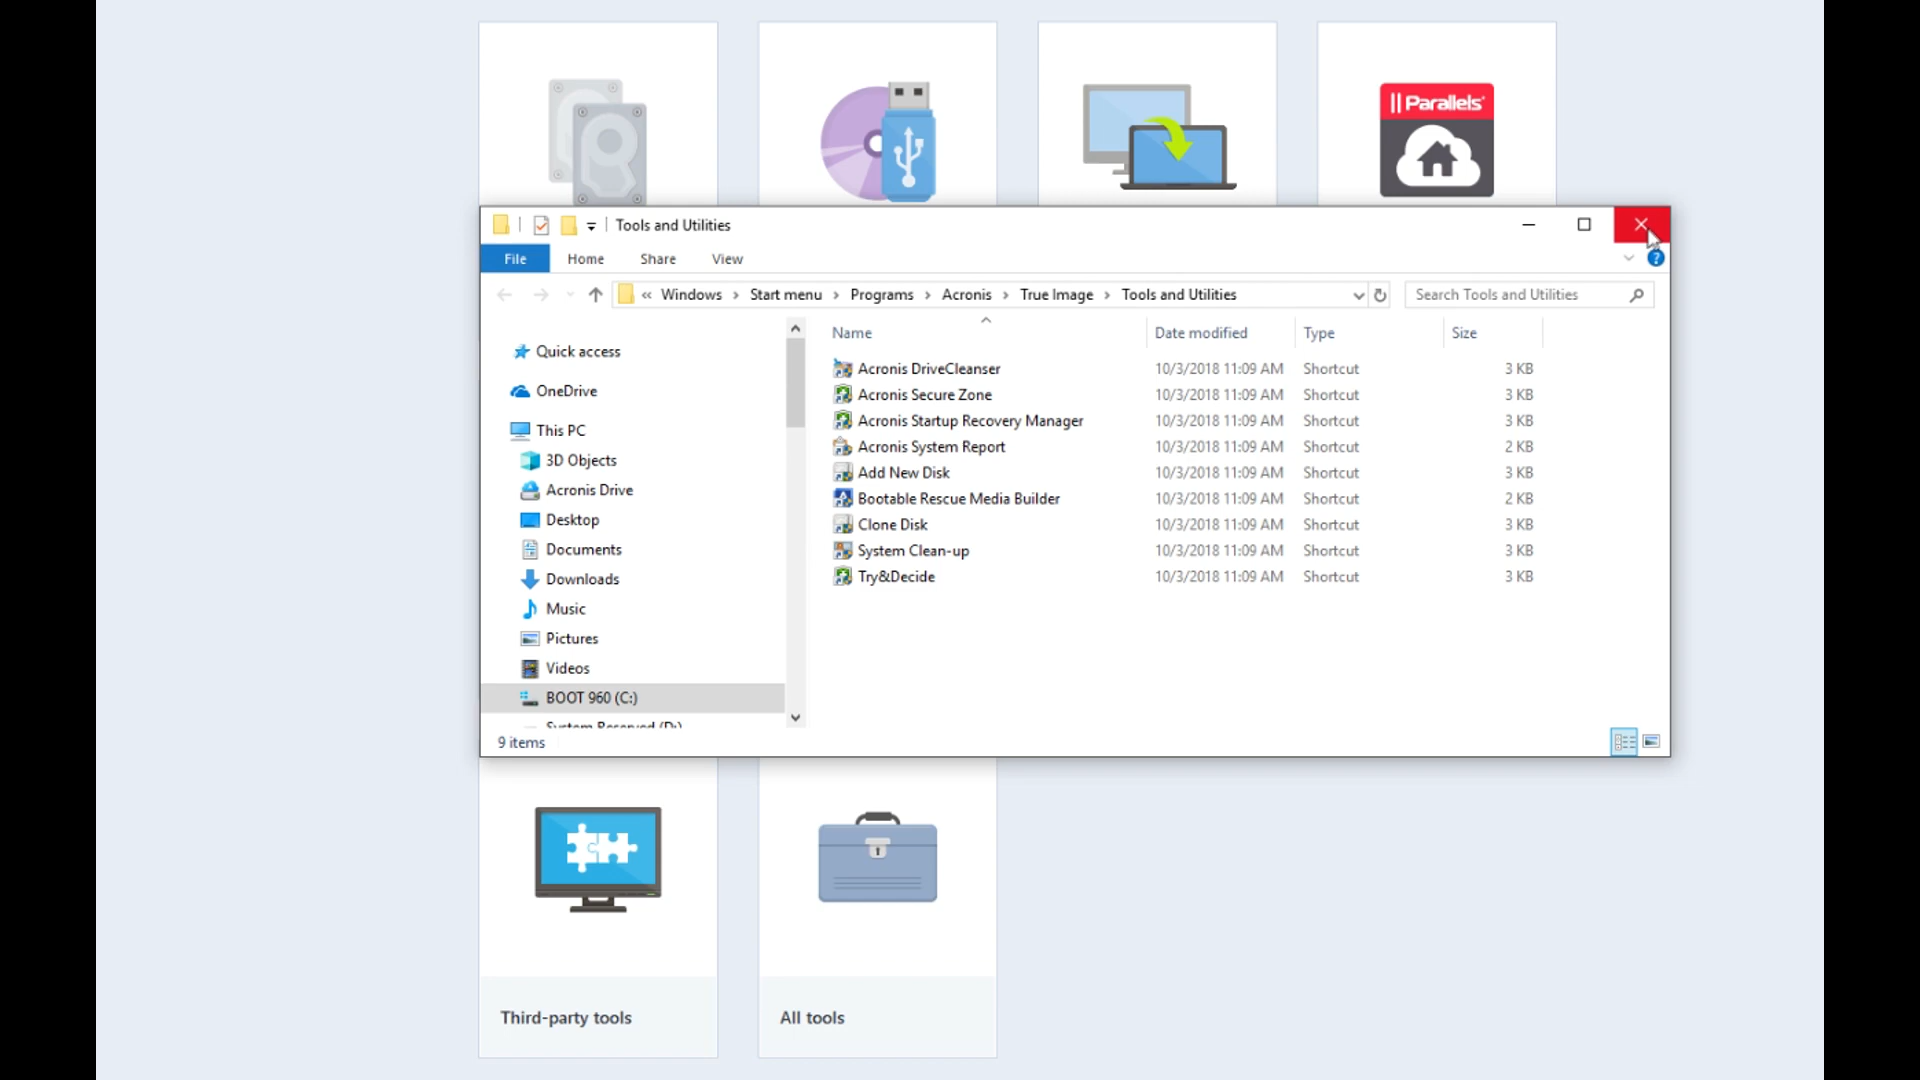 || Parallels®
Tools and Utilities
File Home Share View
« Windows › Start menu › Programs › Acronis › True Image › Tools and Utilities
Search Tools and Utilities
Quick access
OneDrive
This PC
3D Objects
Acronis Drive
Desktop
Documents
Downloads
Music
Pictures
Videos
BOOT 960 (C:)
System Reserved (D:)
Name Date modified Type Size
Acronis DriveCleanser 10/3/2018 11:09 AM Shortcut 3 KB
Acronis Secure Zone 10/3/2018 11:09 AM Shortcut 3 KB
Acronis Startup Recovery Manager 10/3/2018 11:09 AM Shortcut 3 KB
Acronis System Report 10/3/2018 11:09 AM Shortcut 2 KB
Add New Disk 10/3/2018 11:09 AM Shortcut 3 KB
Bootable Rescue Media Builder 10/3/2018 11:09 AM Shortcut 2 KB
Clone Disk 10/3/2018 11:09 AM Shortcut 3 KB
System Clean-up 10/3/2018 11:09 AM Shortcut 3 KB
Try&Decide 10/3/2018 11:09 AM Shortcut 3 KB
9 items
Third-party tools
All tools